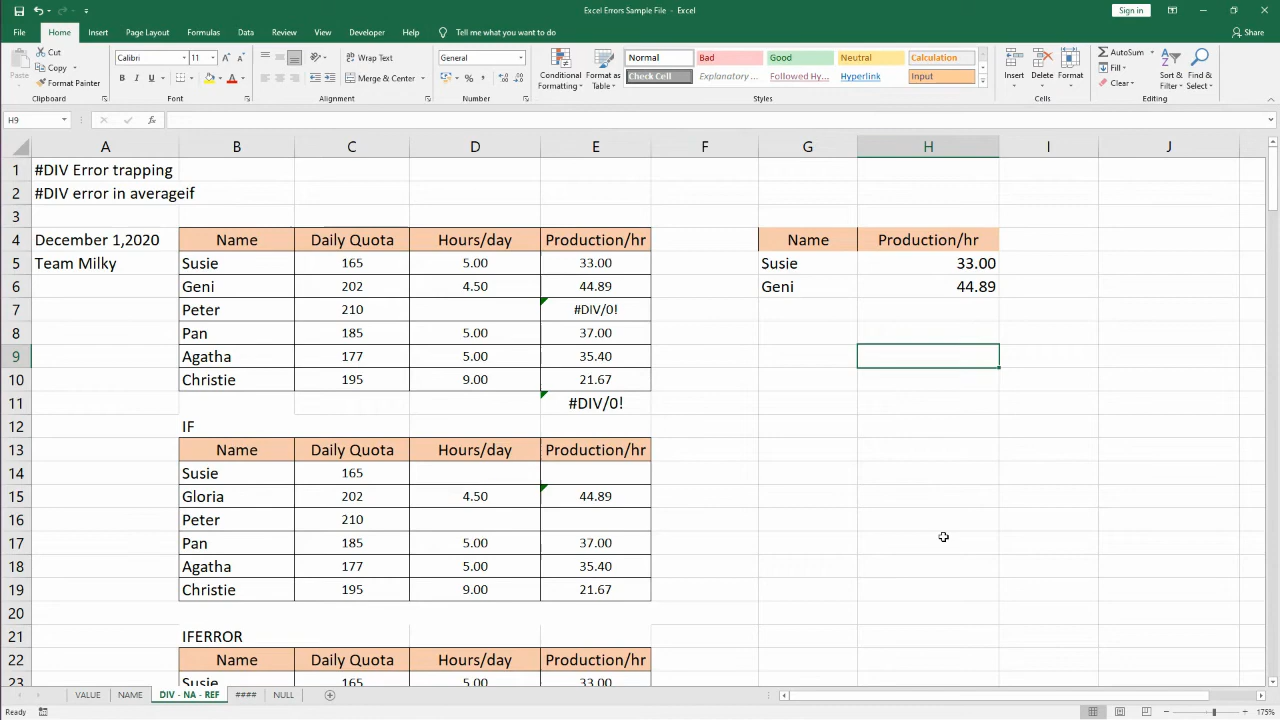 Excel Errors Sample File - Excel
Sign in
File Home Insert Page Layout Formulas Data Review View Developer Help Tell me what you want to do Share
Cut
Copy
Format Painter
Paste
Clipboard
Calibri 11
B I U
Font
Wrap Text
Merge & Center
Alignment
General
Number
Conditional Formatting
Format as Table
Normal Bad Good Neutral Calculation
Check Cell Explanatory ... Followed Hy... Hyperlink Input
Styles
Insert Delete Format
Cells
AutoSum
Fill
Clear
Sort & Filter
Find & Select
Editing
H9 fx
A B C D E F G H I J
1 #DIV Error trapping
2 #DIV error in averageif
3
4 December 1,2020 Name Daily Quota Hours/day Production/hr Name Production/hr
5 Team Milky Susie 165 5.00 33.00 Susie 33.00
6 Geni 202 4.50 44.89 Geni 44.89
7 Peter 210 #DIV/0!
8 Pan 185 5.00 37.00
9 Agatha 177 5.00 35.40
10 Christie 195 9.00 21.67
11 #DIV/0!
12 IF
13 Name Daily Quota Hours/day Production/hr
14 Susie 165
15 Gloria 202 4.50 44.89
16 Peter 210
17 Pan 185 5.00 37.00
18 Agatha 177 5.00 35.40
19 Christie 195 9.00 21.67
20
21 IFERROR
22 Name Daily Quota Hours/day Production/hr
23 Susie 165 5.00 33.00
VALUE NAME DIV - NA - REF #### NULL
Ready 175%